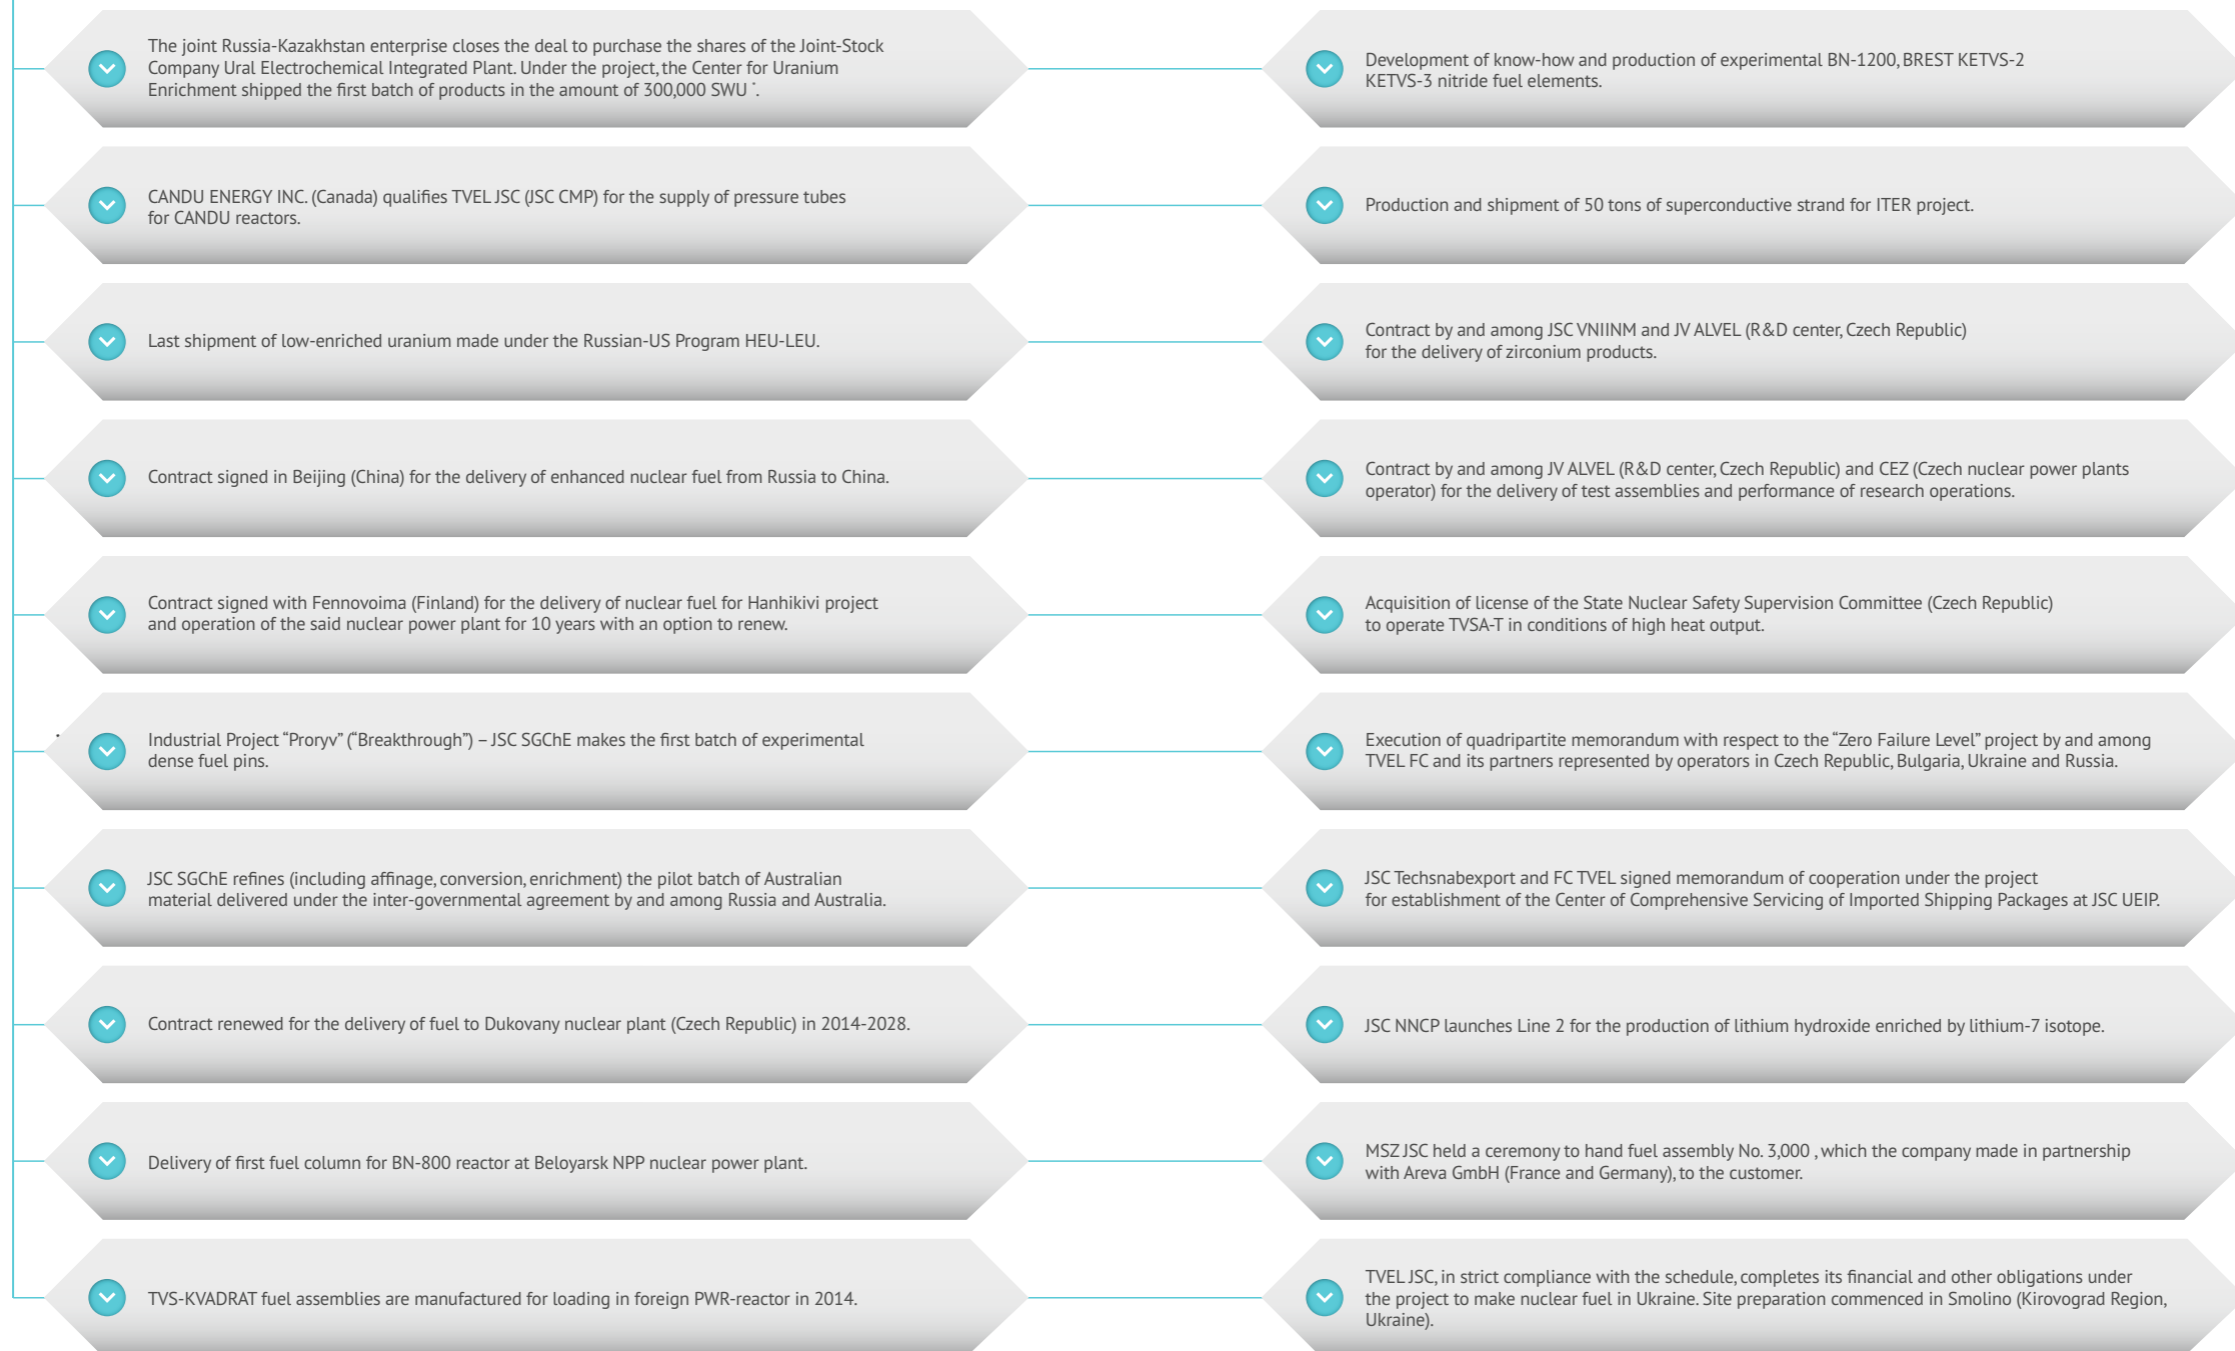 The joint Russia-Kazakhstan enterprise closes the deal to purchase the shares of the Joint-Stock
Company Ural Electrochemical Integrated Plant. Under the project, the Center for Uranium
Enrichment shipped the first batch of products in the amount of 300,000 SWU *.
Development of know-how and production of experimental BN-1200, BREST KETVS-2
KETVS-3 nitride fuel elements.
CANDU ENERGY INC. (Canada) qualifies TVEL JSC (JSC CMP) for the supply of pressure tubes
for CANDU reactors.
Production and shipment of 50 tons of superconductive strand for ITER project.
Last shipment of low-enriched uranium made under the Russian-US Program HEU-LEU.
Contract by and among JSC VNIINM and JV ALVEL (R&D center, Czech Republic)
for the delivery of zirconium products.
Contract signed in Beijing (China) for the delivery of enhanced nuclear fuel from Russia to China.
Contract by and among JV ALVEL (R&D center, Czech Republic) and CEZ (Czech nuclear power plants
operator) for the delivery of test assemblies and performance of research operations.
Contract signed with Fennovoima (Finland) for the delivery of nuclear fuel for Hanhikivi project
and operation of the said nuclear power plant for 10 years with an option to renew.
Acquisition of license of the State Nuclear Safety Supervision Committee (Czech Republic)
to operate TVSA-T in conditions of high heat output.
Industrial Project “Proryv” (“Breakthrough”) – JSC SGChE makes the first batch of experimental
dense fuel pins.
Execution of quadripartite memorandum with respect to the “Zero Failure Level” project by and among
TVEL FC and its partners represented by operators in Czech Republic, Bulgaria, Ukraine and Russia.
JSC SGChE refines (including affinage, conversion, enrichment) the pilot batch of Australian
material delivered under the inter-governmental agreement by and among Russia and Australia.
JSC Techsnabexport and FC TVEL signed memorandum of cooperation under the project
for establishment of the Center of Comprehensive Servicing of Imported Shipping Packages at JSC UEIP.
Contract renewed for the delivery of fuel to Dukovany nuclear plant (Czech Republic) in 2014-2028.
JSC NNCP launches Line 2 for the production of lithium hydroxide enriched by lithium-7 isotope.
Delivery of first fuel column for BN-800 reactor at Beloyarsk NPP nuclear power plant.
MSZ JSC held a ceremony to hand fuel assembly No. 3,000 , which the company made in partnership
with Areva GmbH (France and Germany), to the customer.
TVS-KVADRAT fuel assemblies are manufactured for loading in foreign PWR-reactor in 2014.
TVEL JSC, in strict compliance with the schedule, completes its financial and other obligations under
the project to make nuclear fuel in Ukraine. Site preparation commenced in Smolino (Kirovograd Region,
Ukraine).